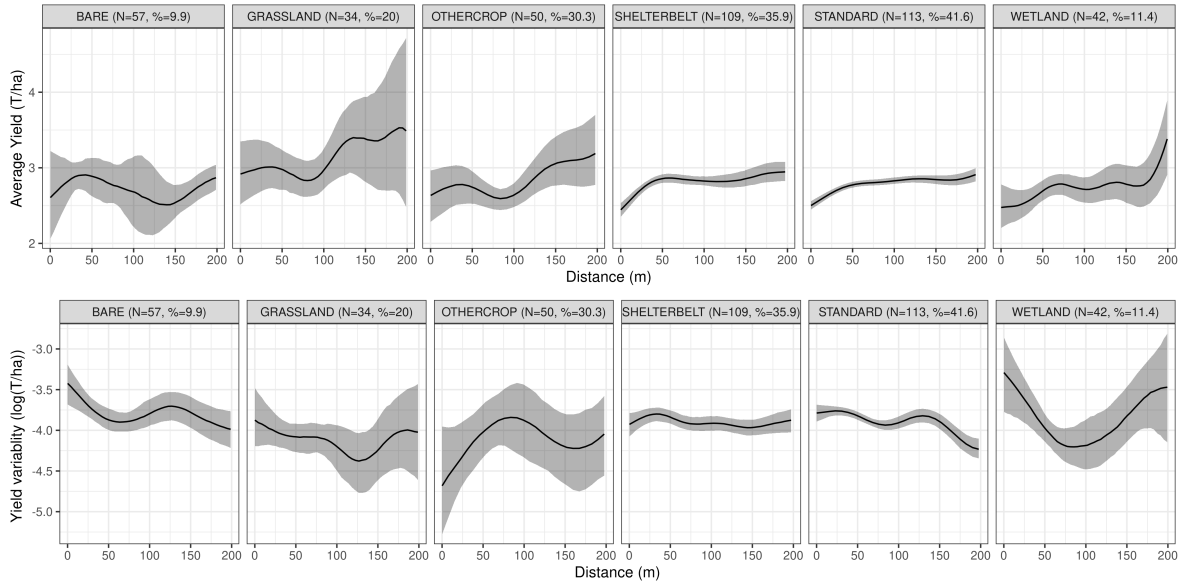 BARE (N=57, %=9.9) GRASSLAND (N=34, %=20) OTHERCROP (N=50, %=30.3) SHELTERBELT (N=109, %=35.9) STANDARD (N=113, %=41.6) WETLAND (N=42, %=11.4)
Average Yield (T/ha)
4
3
2
0 50 100 150 200 0 50 100 150 200 0 50 100 150 200 0 50 100 150 200 0 50 100 150 200 0 50 100 150 200
Distance (m)
BARE (N=57, %=9.9) GRASSLAND (N=34, %=20) OTHERCROP (N=50, %=30.3) SHELTERBELT (N=109, %=35.9) STANDARD (N=113, %=41.6) WETLAND (N=42, %=11.4)
Yield variablity (log(T/ha))
-3.0
-3.5
-4.0
-4.5
-5.0
0 50 100 150 200 0 50 100 150 200 0 50 100 150 200 0 50 100 150 200 0 50 100 150 200 0 50 100 150 200
Distance (m)